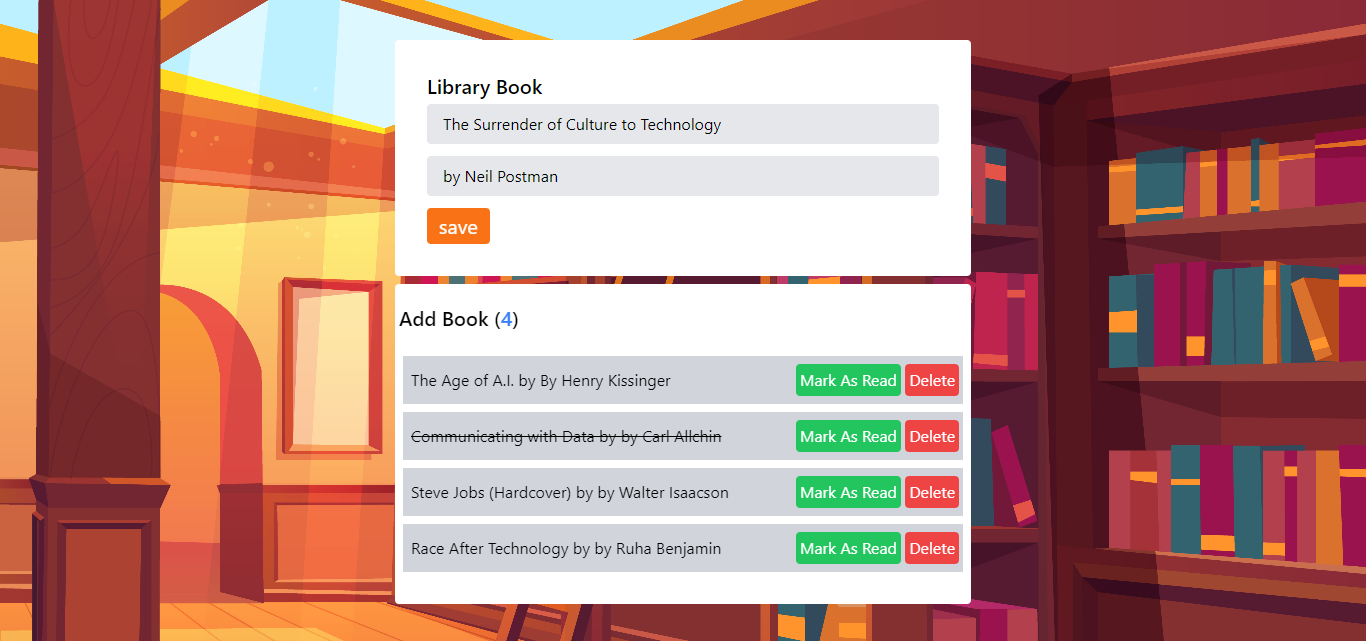 Library Book
The Surrender of Culture to Technology
by Neil Postman
save
Add Book (4)
The Age of A.I. by By Henry Kissinger Mark As Read Delete
Communicating with Data by by Carl Allchin Mark As Read Delete
Steve Jobs (Hardcover) by by Walter Isaacson Mark As Read Delete
Race After Technology by by Ruha Benjamin Mark As Read Delete